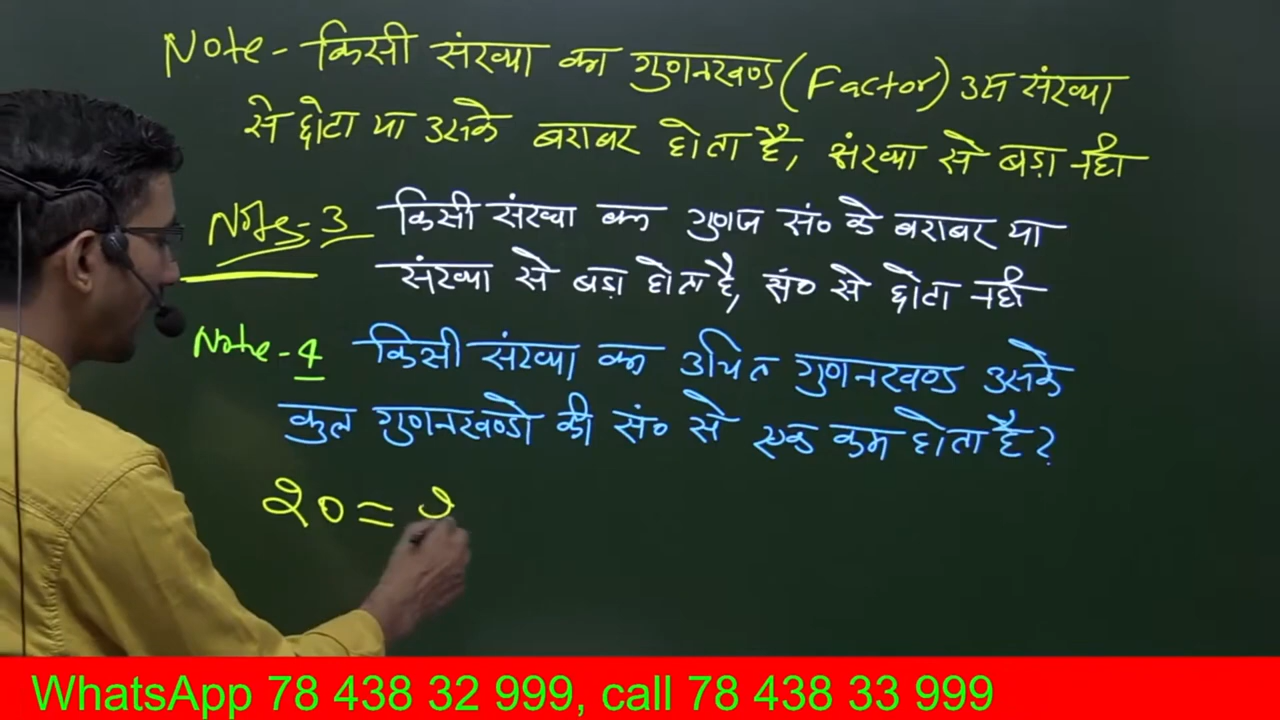 Note - किसी संख्या का गुणनखण्ड (Factor) उस संख्या
से छोटा या उसके बराबर होता है, संख्या से बड़ा नहीं
Note - 3 किसी संख्या का गुणज सं० के बराबर या
संख्या से बड़ा होता है, सं० से छोटा नहीं
Note - 4 किसी संख्या का उचित गुणनखण्ड उसके
कुल गुणनखण्डो की सं० से एक कम होता है?
२० =
WhatsApp 78 438 32 999, call 78 438 33 999